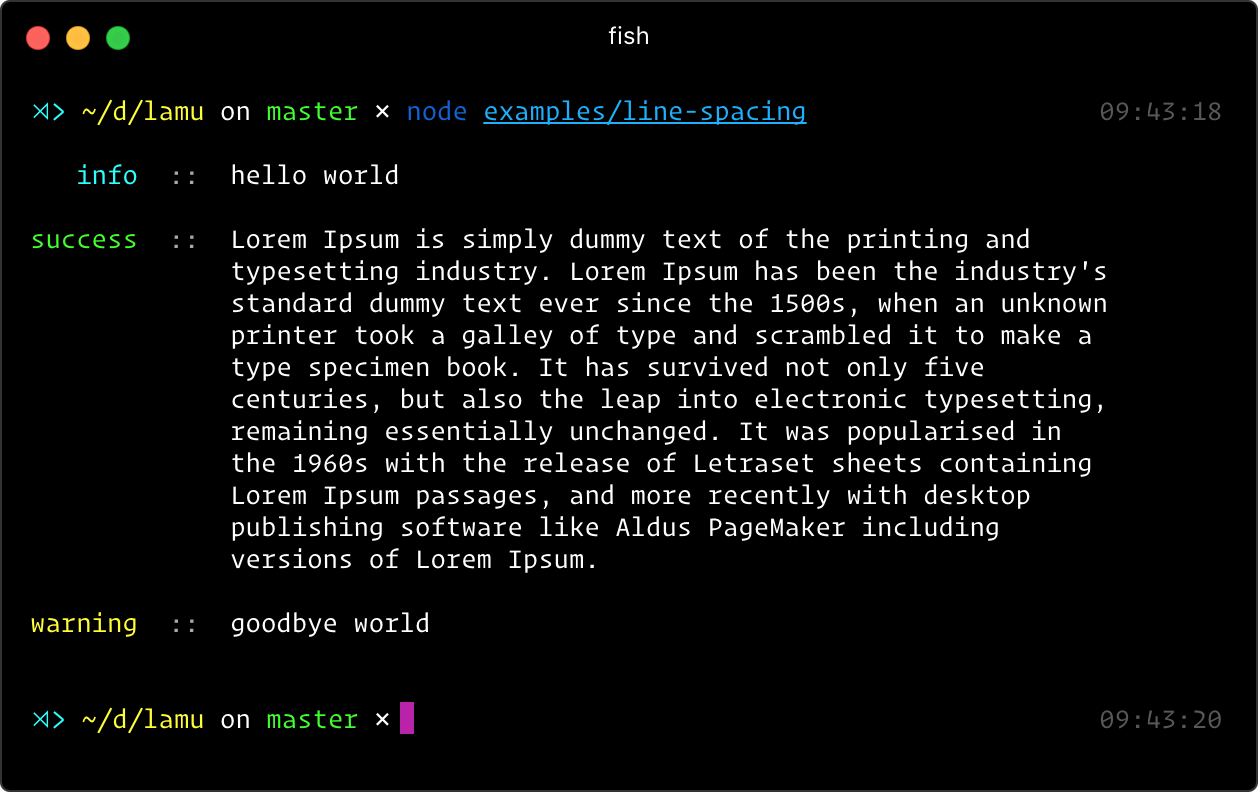 fish
⋊> ~/d/lamu on master × node examples/line-spacing 09:43:18
info :: hello world
success :: Lorem Ipsum is simply dummy text of the printing and
typesetting industry. Lorem Ipsum has been the industry's
standard dummy text ever since the 1500s, when an unknown
printer took a galley of type and scrambled it to make a
type specimen book. It has survived not only five
centuries, but also the leap into electronic typesetting,
remaining essentially unchanged. It was popularised in
the 1960s with the release of Letraset sheets containing
Lorem Ipsum passages, and more recently with desktop
publishing software like Aldus PageMaker including
versions of Lorem Ipsum.
warning :: goodbye world
⋊> ~/d/lamu on master × 09:43:20